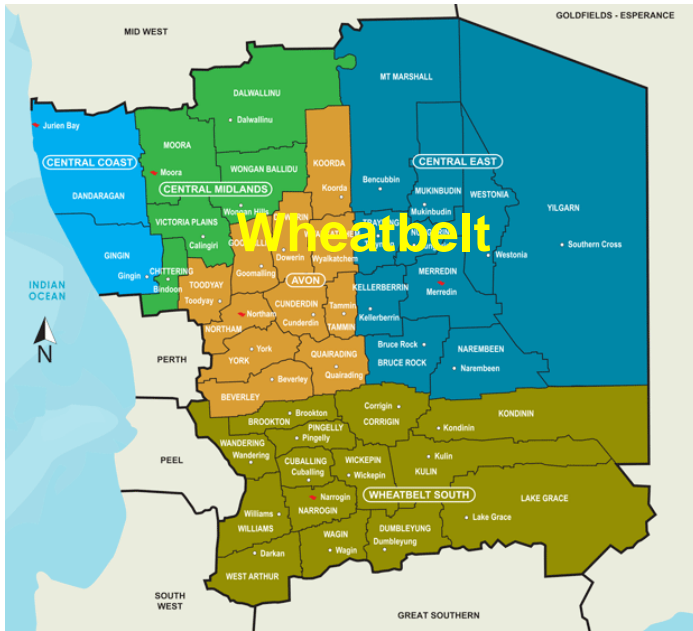 GOLDFIELDS - ESPERANCE
MID WEST
MT MARSHALL
DALWALLINU
Dalwallinu
Jurien Bay
MOORA
KOORDA
CENTRAL COAST
Moora
WONGAN BALLIDU
CENTRAL EAST
Bencubbin
CENTRAL MIDLANDS
Koorda
MUKINBUDIN
WESTONIA
DANDARAGAN
Wongan Hills
Mukinbudin
YILGARN
VICTORIA PLAINS
Wheatbelt
Calingiri
Southern Cross
GINGIN
Dowerin
Wyalkatchem
Westonia
Gingin
CHITTERING
Goomalling
MERREDIN
Bindoon
TOODYAY
AVON
KELLERBERRIN
Merredin
INDIAN
OCEAN
Toodyay
CUNDERDIN
Tammin
Northam
Cunderdin
TAMMIN
Kellerberrin
N
NORTHAM
York
Bruce Rock
NAREMBEEN
PERTH
YORK
QUAIRADING
BRUCE ROCK
Narembeen
Quairading
Beverley
BEVERLEY
Corrigin
Brookton
BROOKTON
CORRIGIN
KONDININ
PINGELLY
Kondinin
Pingelly
WANDERING
Wandering
PEEL
CUBALLING
WICKEPIN
Kulin
Cuballing
Wickepin
KULIN
Narrogin
WHEATBELT SOUTH
LAKE GRACE
NARROGIN
Williams
Lake Grace
WILLIAMS
WAGIN
DUMBLEYUNG
Dumbleyung
Darkan
Wagin
WEST ARTHUR
SOUTH
WEST
GREAT SOUTHERN